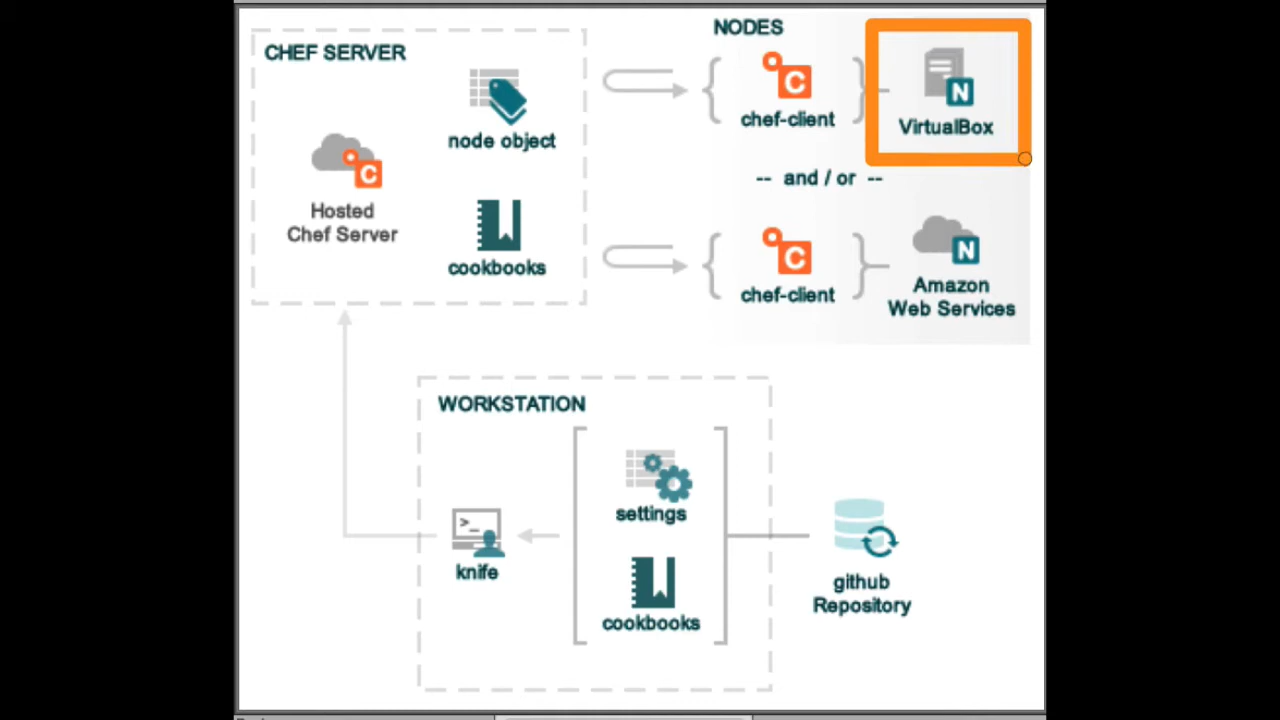 CHEF SERVER
node object
Hosted
Chef Server
cookbooks
NODES
C
chef-client
N
VirtualBox
-- and / or --
C
chef-client
N
Amazon
Web Services
C
WORKSTATION
settings
>_
knife
cookbooks
github
Repository